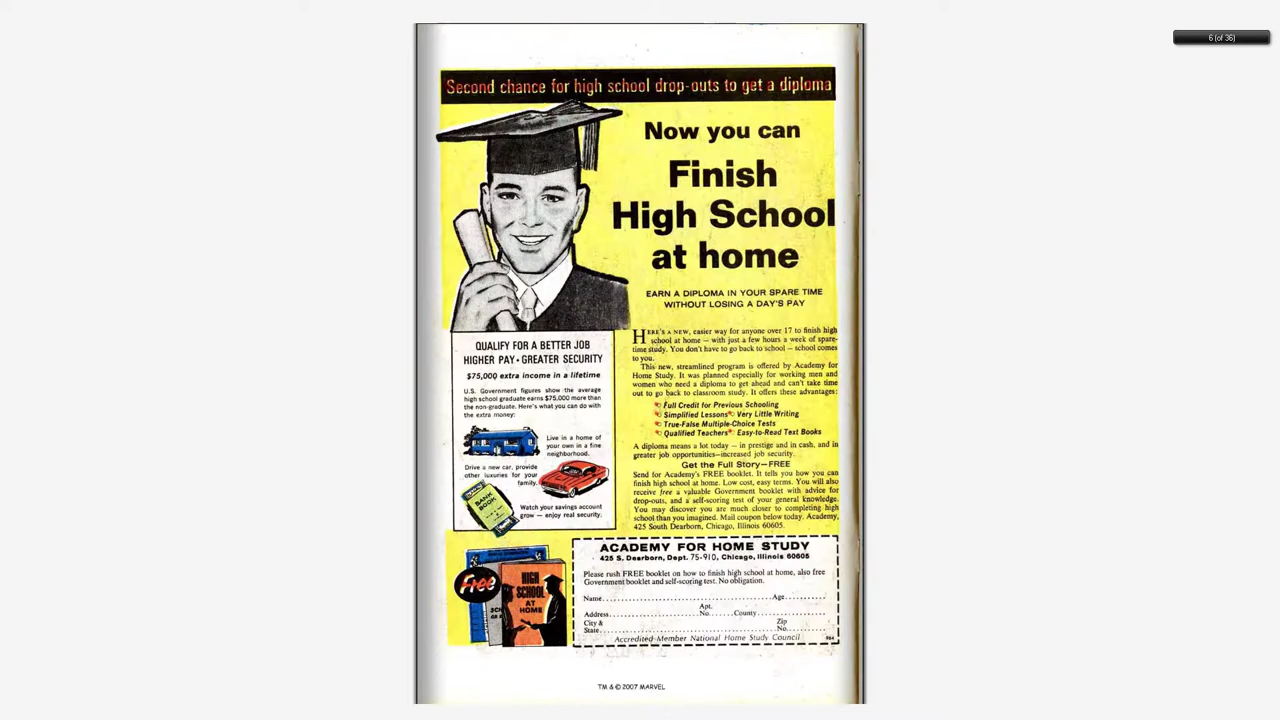 6 (of 36)
Second chance for high school drop-outs to get a diploma
Now you can
Finish
High School
at home
EARN A DIPLOMA IN YOUR SPARE TIME
WITHOUT LOSING A DAY'S PAY
HERE'S A NEW, easier way for anyone over 17 to finish high
school at home — with just a few hours a week of spare-
time study. You don't have to go back to school — school comes
to you.
This new, streamlined program is offered by Academy for
Home Study. It was planned especially for working men and
women who need a diploma to get ahead and can't take time
out to go back to classroom study. It offers these advantages:
Full Credit for Previous Schooling
Simplified Lessons Very Little Writing
True-False Multiple-Choice Tests
Qualified Teachers Easy-to-Read Text Books
A diploma means a lot today — in prestige and in cash, and in
greater job opportunities—increased job security.
Get the Full Story—FREE
Send for Academy's FREE booklet. It tells you how you can
finish high school at home. Low cost, easy terms. You will also
receive free a valuable Government booklet with advice for
drop-outs, and a self-scoring test of your general knowledge.
You may discover you are much closer to completing high
school than you imagined. Mail coupon below today. Academy,
425 South Dearborn, Chicago, Illinois 60605.
QUALIFY FOR A BETTER JOB
HIGHER PAY • GREATER SECURITY
$75,000 extra income in a lifetime
U.S. Government figures show the average
high school graduate earns $75,000 more than
the non-graduate. Here's what you can do with
the extra money:
Live in a home of
your own in a fine
neighborhood.
Drive a new car, provide
other luxuries for your
family.
BANK
BOOK
Watch your savings account
grow — enjoy real security.
Free
HIGH
SCHOOL
AT
HOME
ACADEMY FOR HOME STUDY
425 S. Dearborn, Dept. 75-910, Chicago, Illinois 60605
Please rush FREE booklet on how to finish high school at home, also free
Government booklet and self-scoring test. No obligation.
Name Age
Address Apt. No. County
City & State Zip No.
Accredited Member National Home Study Council
TM & © 2007 MARVEL